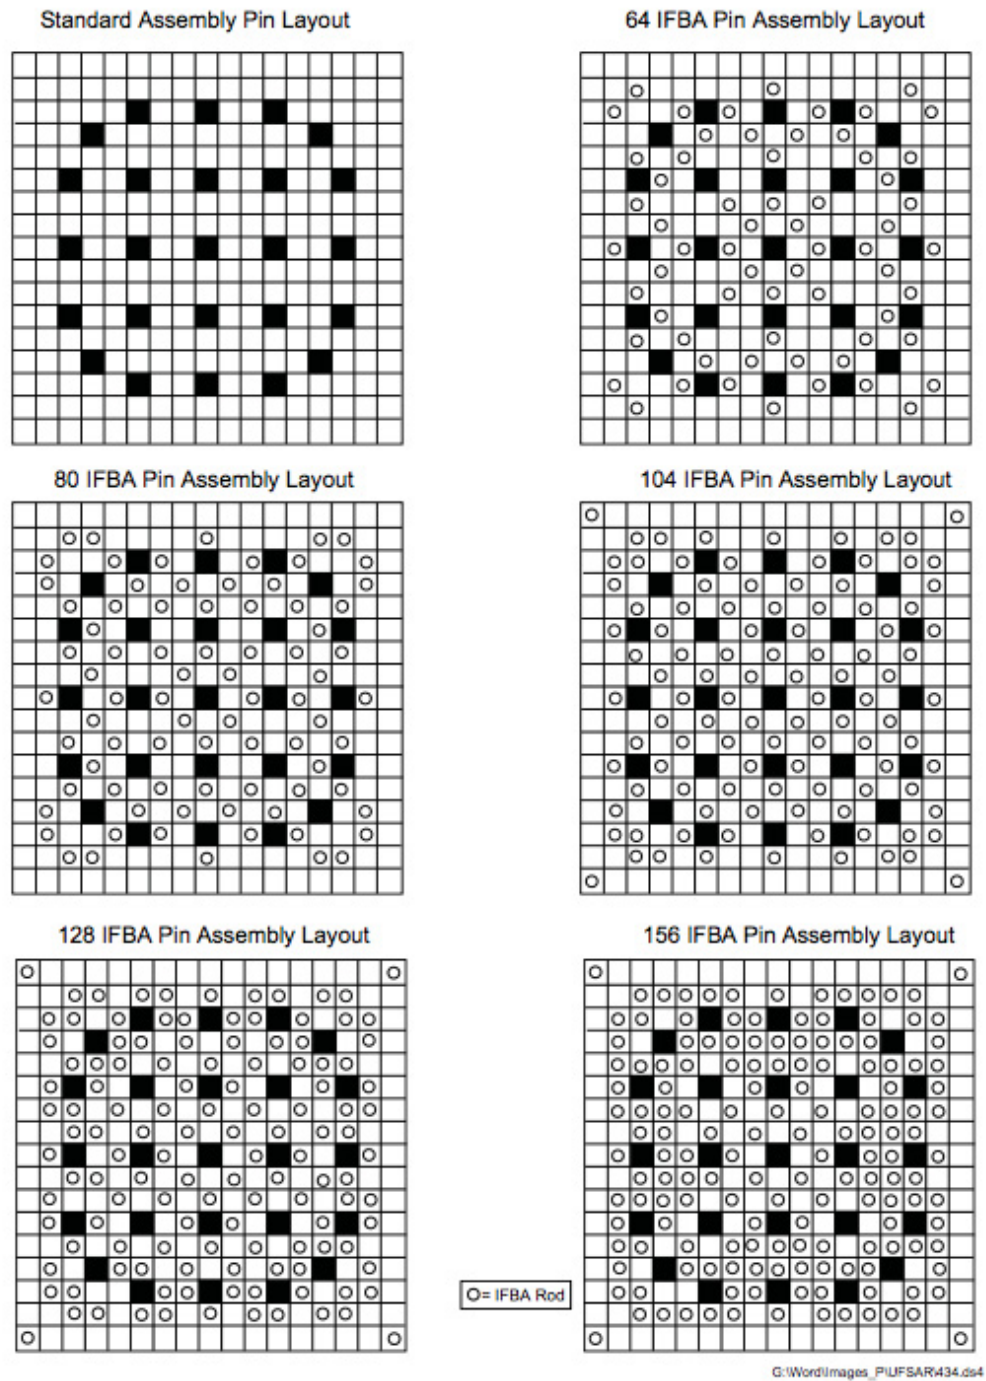 Standard Assembly Pin Layout
64 IFBA Pin Assembly Layout
80 IFBA Pin Assembly Layout
104 IFBA Pin Assembly Layout
128 IFBA Pin Assembly Layout
156 IFBA Pin Assembly Layout
O= IFBA Rod
G:\Word\Images_P\UFSAR\434.ds4